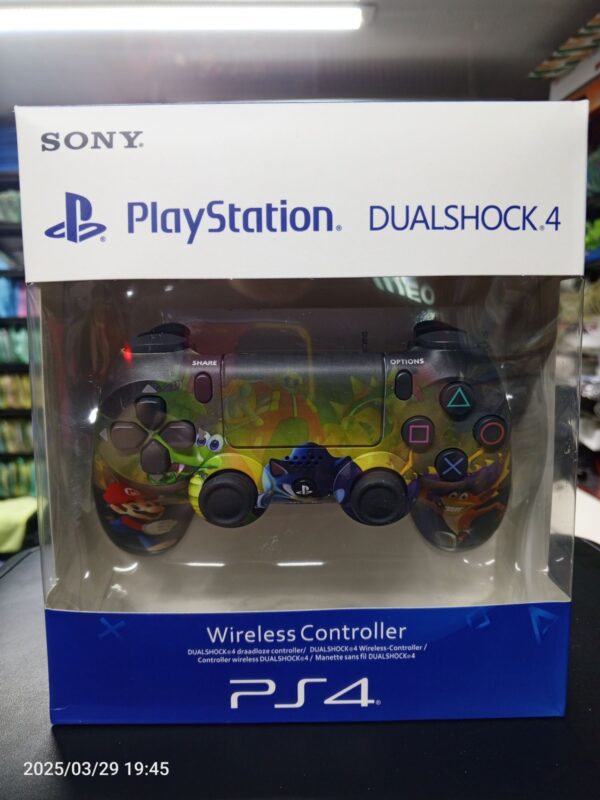 SONY®
PlayStation® DUALSHOCK®4
SHARE
OPTIONS
Wireless Controller
DUALSHOCK®4 draadloze controller/ DUALSHOCK®4 Wireless-Controller /
Controller wireless DUALSHOCK®4 / Manette sans fil DUALSHOCK®4
PS4®
2025/03/29 19:45